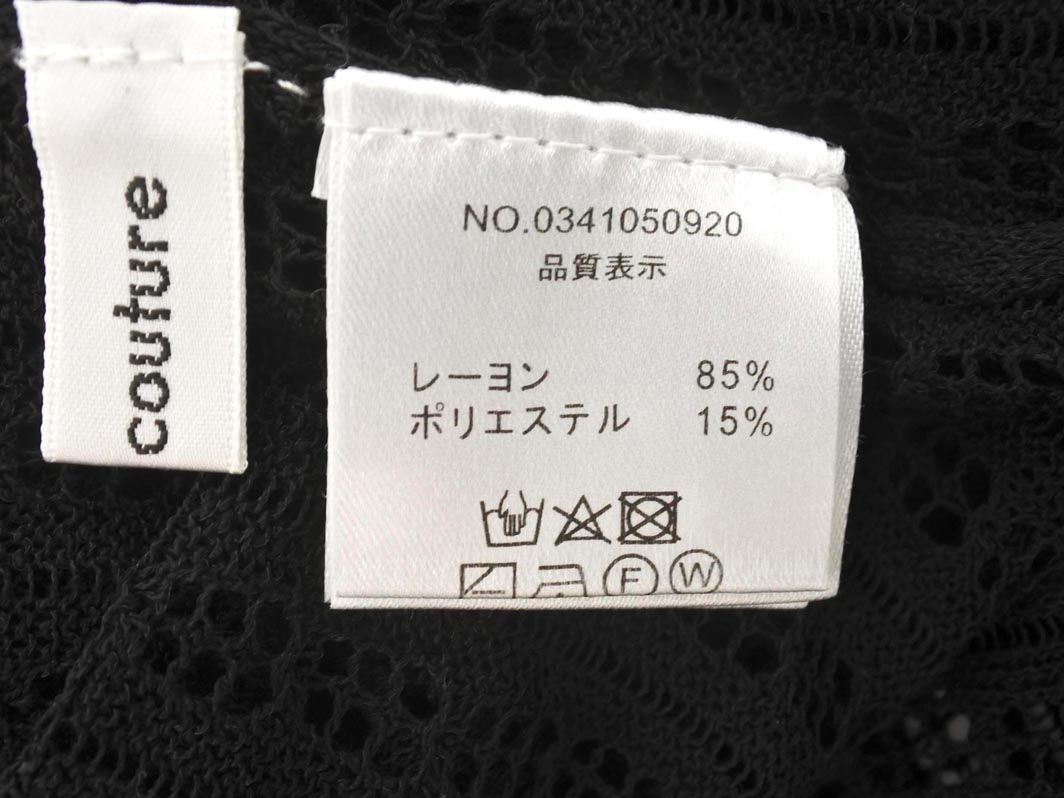 couture
NO.0341050920
品質表示
レーヨン 85%
ポリエステル 15%
F W